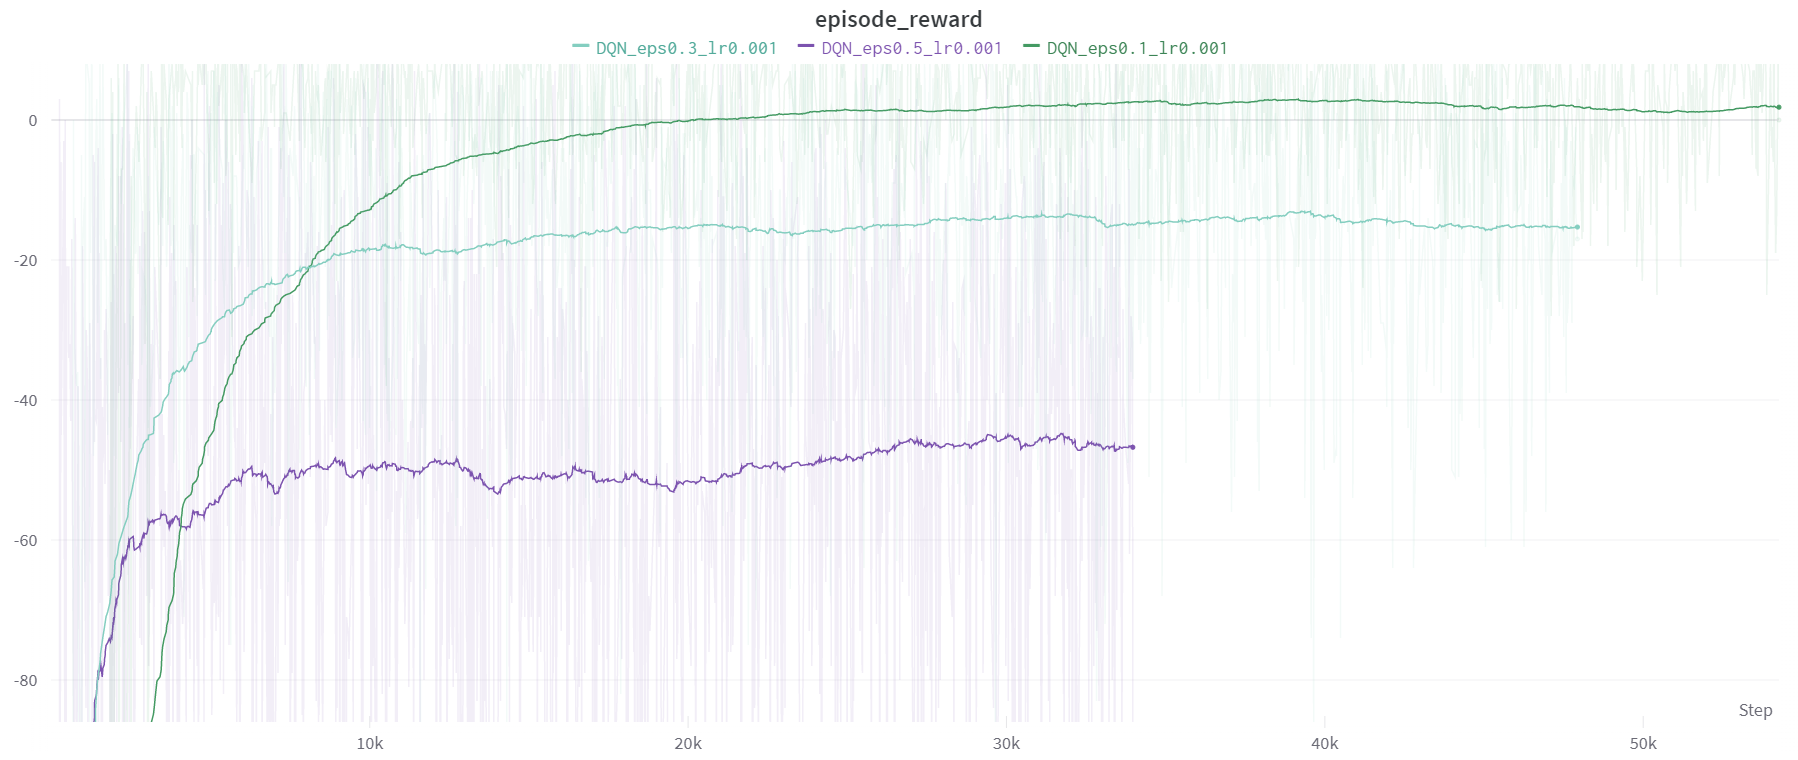 episode_reward
DQN_eps0.3_lr0.001 DQN_eps0.5_lr0.001 DQN_eps0.1_lr0.001
0
-20
-40
-60
-80
Step
10k 20k 30k 40k 50k